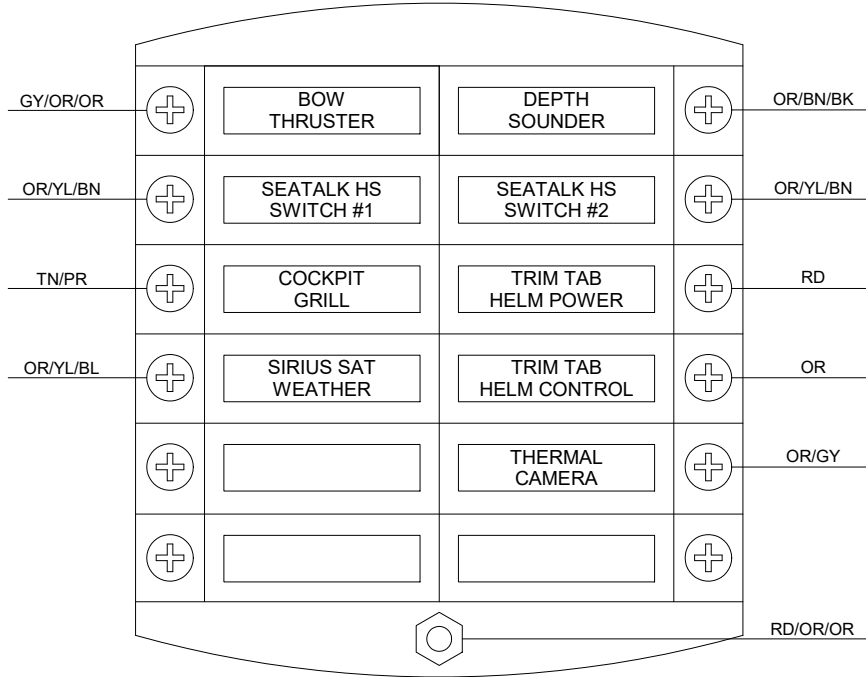 GY/OR/OR
BOW
THRUSTER
DEPTH
SOUNDER
OR/BN/BK
OR/YL/BN
SEATALK HS
SWITCH #1
SEATALK HS
SWITCH #2
OR/YL/BN
TN/PR
COCKPIT
GRILL
TRIM TAB
HELM POWER
RD
OR/YL/BL
SIRIUS SAT
WEATHER
TRIM TAB
HELM CONTROL
OR
THERMAL
CAMERA
OR/GY
RD/OR/OR